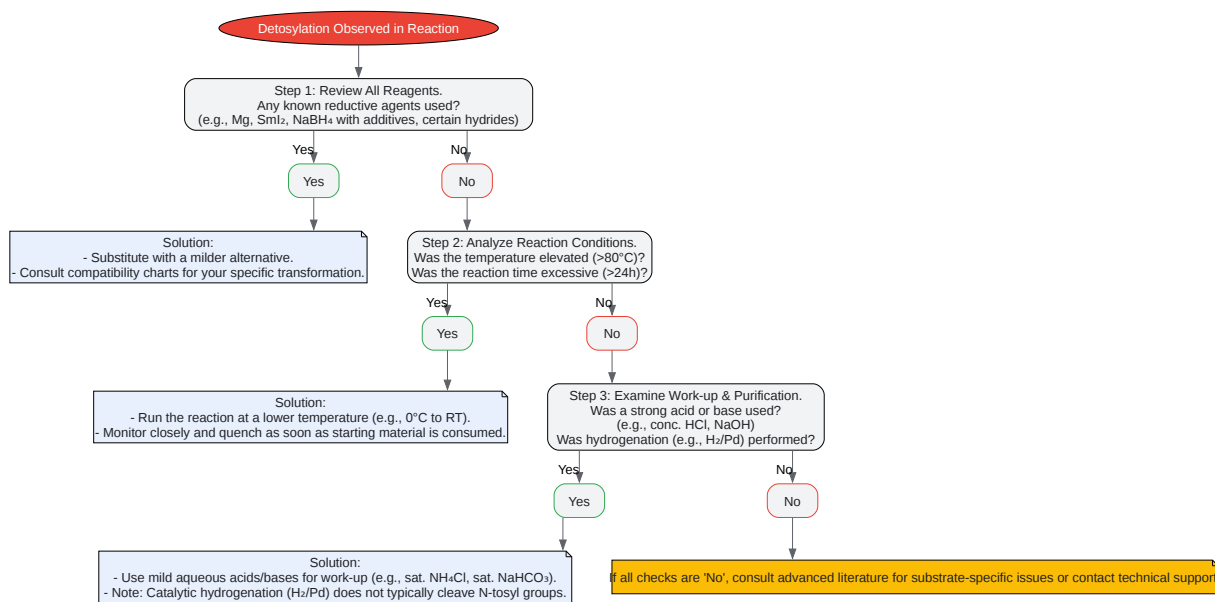 Detosylation Observed in Reaction
Step 1: Review All Reagents.
Any known reductive agents used?
(e.g., Mg, SmI₂, NaBH₄ with additives, certain hydrides)
Yes
No
Yes
No
Solution:
- Substitute with a milder alternative.
- Consult compatibility charts for your specific transformation.
Step 2: Analyze Reaction Conditions.
Was the temperature elevated (>80°C)?
Was the reaction time excessive (>24h)?
Yes
No
Yes
No
Solution:
- Run the reaction at a lower temperature (e.g., 0°C to RT).
- Monitor closely and quench as soon as starting material is consumed.
Step 3: Examine Work-up & Purification.
Was a strong acid or base used?
(e.g., conc. HCl, NaOH)
Was hydrogenation (e.g., H₂/Pd) performed?
Yes
No
Yes
No
Solution:
- Use mild aqueous acids/bases for work-up (e.g., sat. NH₄Cl, sat. NaHCO₃).
- Note: Catalytic hydrogenation (H₂/Pd) does not typically cleave N-tosyl groups.
If all checks are 'No', consult advanced literature for substrate-specific issues or contact technical support